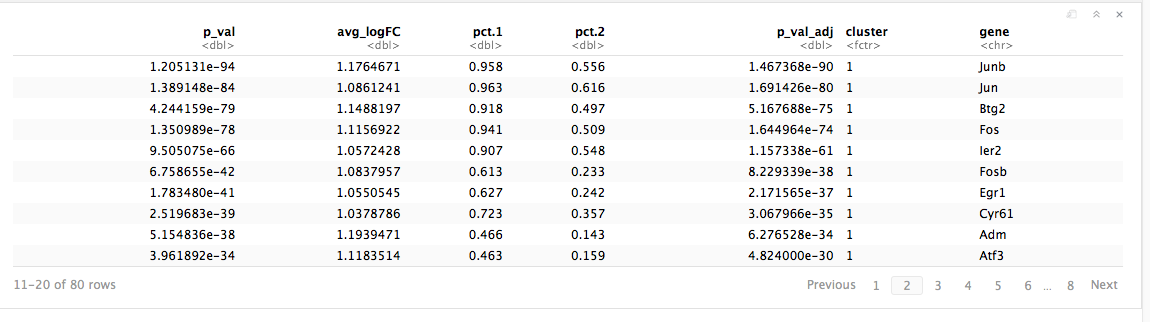 p_val avg_logFC pct.1 pct.2 p_val_adj cluster gene
<dbl> <dbl> <dbl> <dbl> <dbl> <fctr> <chr>
1.205131e-94 1.1764671 0.958 0.556 1.467368e-90 1 Junb
1.389148e-84 1.0861241 0.963 0.616 1.691426e-80 1 Jun
4.244159e-79 1.1488197 0.918 0.497 5.167688e-75 1 Btg2
1.350989e-78 1.1156922 0.941 0.509 1.644964e-74 1 Fos
9.505075e-66 1.0572428 0.907 0.548 1.157338e-61 1 Ier2
6.758655e-42 1.0837957 0.613 0.233 8.229339e-38 1 Fosb
1.783480e-41 1.0550545 0.627 0.242 2.171565e-37 1 Egr1
2.519683e-39 1.0378786 0.723 0.357 3.067966e-35 1 Cyr61
5.154836e-38 1.1939471 0.466 0.143 6.276528e-34 1 Adm
3.961892e-34 1.1183514 0.463 0.159 4.824000e-30 1 Atf3
11-20 of 80 rows Previous 1 2 3 4 5 6 ... 8 Next